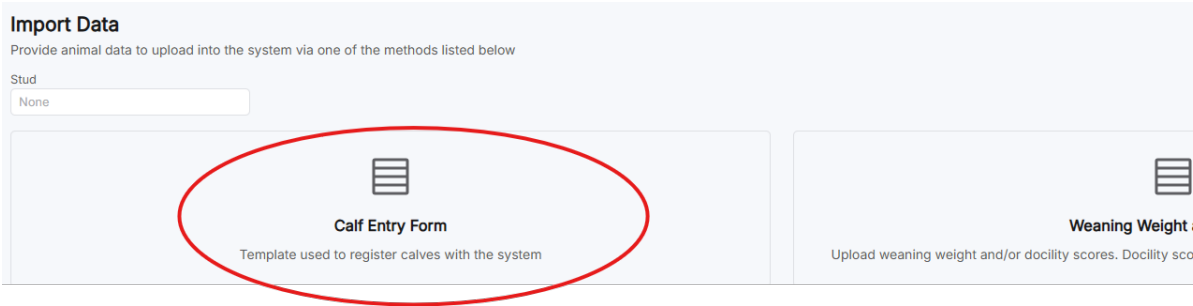 Import Data
Provide animal data to upload into the system via one of the methods listed below
Stud
None
Calf Entry Form
Template used to register calves with the system
Weaning Weight
Upload weaning weight and/or docility scores. Docility